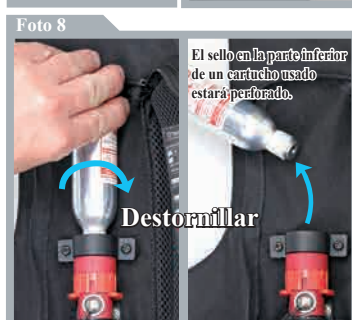 Foto 8
El sello en la parte inferior
de un cartucho usado
estará perforado.
Destornillar